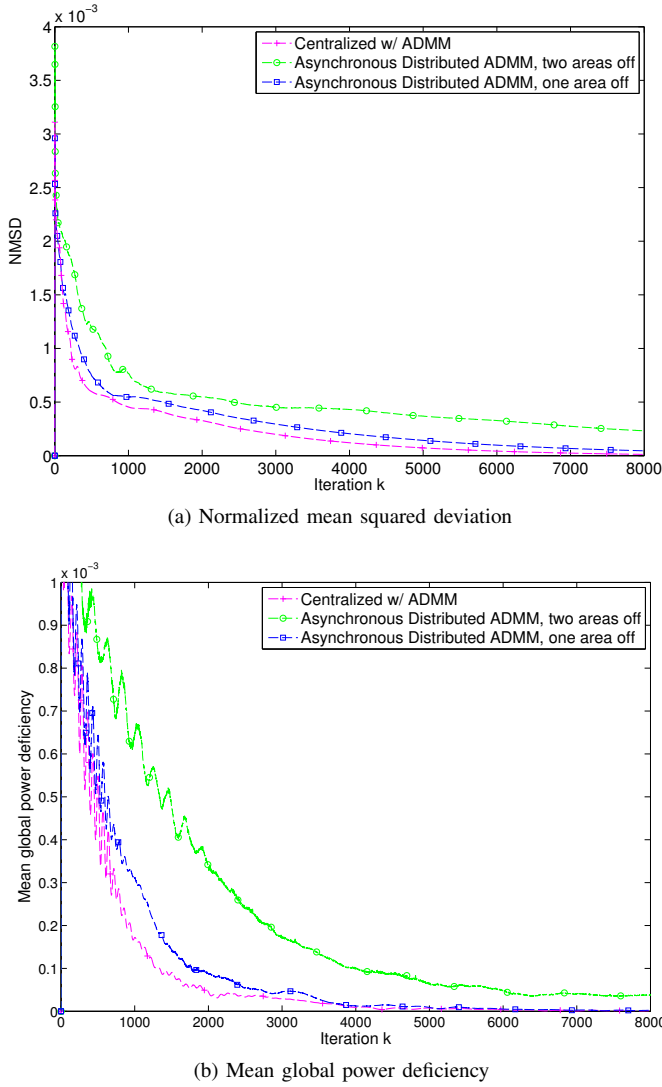 x 10⁻³
4
3.5
3
2.5
2
1.5
1
0.5
0
NMSD
Centralized w/ ADMM
Asynchronous Distributed ADMM, two areas off
Asynchronous Distributed ADMM, one area off
0 1000 2000 3000 4000 5000 6000 7000 8000
Iteration k
(a) Normalized mean squared deviation
x 10⁻³
1
0.9
0.8
0.7
0.6
0.5
0.4
0.3
0.2
0.1
0
Mean global power deficiency
Centralized w/ ADMM
Asynchronous Distributed ADMM, two areas off
Asynchronous Distributed ADMM, one area off
0 1000 2000 3000 4000 5000 6000 7000 8000
Iteration k
(b) Mean global power deficiency